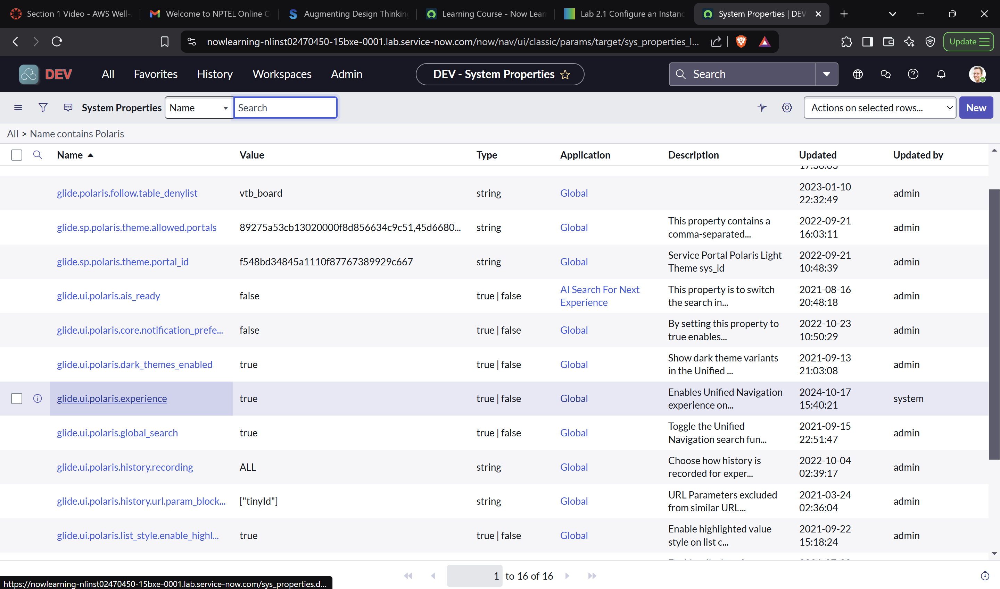 Section 1 Video - AWS Well-
Welcome to NPTEL Online C
Augmenting Design Thinking
Learning Course - Now Lear
Lab 2.1 Configure an Instanc
System Properties | DEV
nowlearning-nlinst02470450-15bxe-0001.lab.service-now.com/now/nav/ui/classic/params/target/sys_properties_l...
Update
DEV
All
Favorites
History
Workspaces
Admin
DEV - System Properties
Search
System Properties
Name
Search
Actions on selected rows...
New
All > Name contains Polaris
Name
Value
Type
Application
Description
Updated
Updated by
glide.polaris.follow.table_denylist
vtb_board
string
Global
2023-01-10
22:32:49
admin
glide.sp.polaris.theme.allowed.portals
89275a53cb13020000f8d856634c9c51,45d6680...
string
Global
This property contains a
comma-separated...
2022-09-21
16:03:11
admin
glide.sp.polaris.theme.portal_id
f548bd34845a1110f87767389929c667
string
Global
Service Portal Polaris Light
Theme sys_id
2022-09-21
10:48:39
admin
glide.ui.polaris.ais_ready
false
true | false
AI Search For Next
Experience
This property is to switch
the search in...
2021-08-16
20:48:18
admin
glide.ui.polaris.core.notification_prefe...
false
true | false
Global
By setting this property to
true enables...
2022-10-23
10:50:29
admin
glide.ui.polaris.dark_themes_enabled
true
true | false
Global
Show dark theme variants
in the Unified ...
2021-09-13
21:03:08
admin
glide.ui.polaris.experience
true
true | false
Global
Enables Unified Navigation
experience on...
2024-10-17
15:40:21
system
glide.ui.polaris.global_search
true
true | false
Global
Toggle the Unified
Navigation search fun...
2021-09-15
22:51:47
admin
glide.ui.polaris.history.recording
ALL
string
Global
Choose how history is
recorded for exper...
2022-10-04
02:39:17
admin
glide.ui.polaris.history.url.param_block...
["tinyId"]
string
Global
URL Parameters excluded
from similar URL...
2021-03-24
02:36:04
admin
glide.ui.polaris.list_style.enable_highl...
true
true | false
Global
Enable highlighted value
style on list c...
2021-09-22
15:18:24
admin
1 to 16 of 16
https://nowlearning-nlinst02470450-15bxe-0001.lab.service-now.com/sys_properties.d...